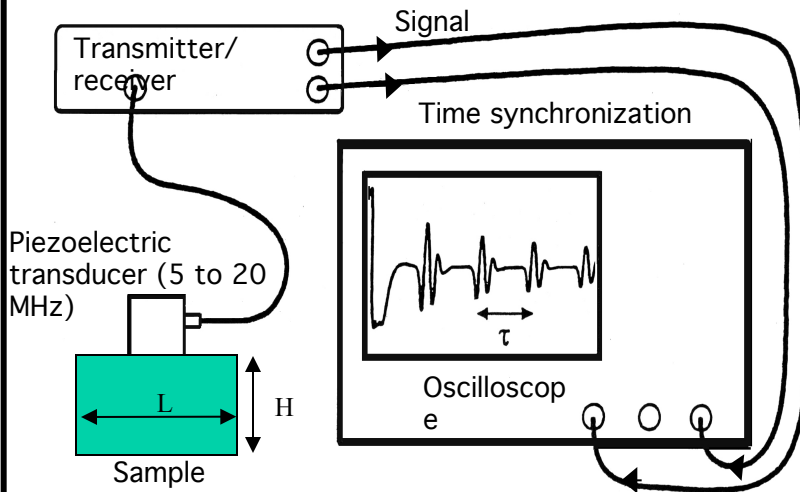 Signal
Transmitter/
receiver
Time synchronization
Piezoelectric
transducer (5 to 20
MHz)
τ
Oscilloscop
e
L
H
Sample